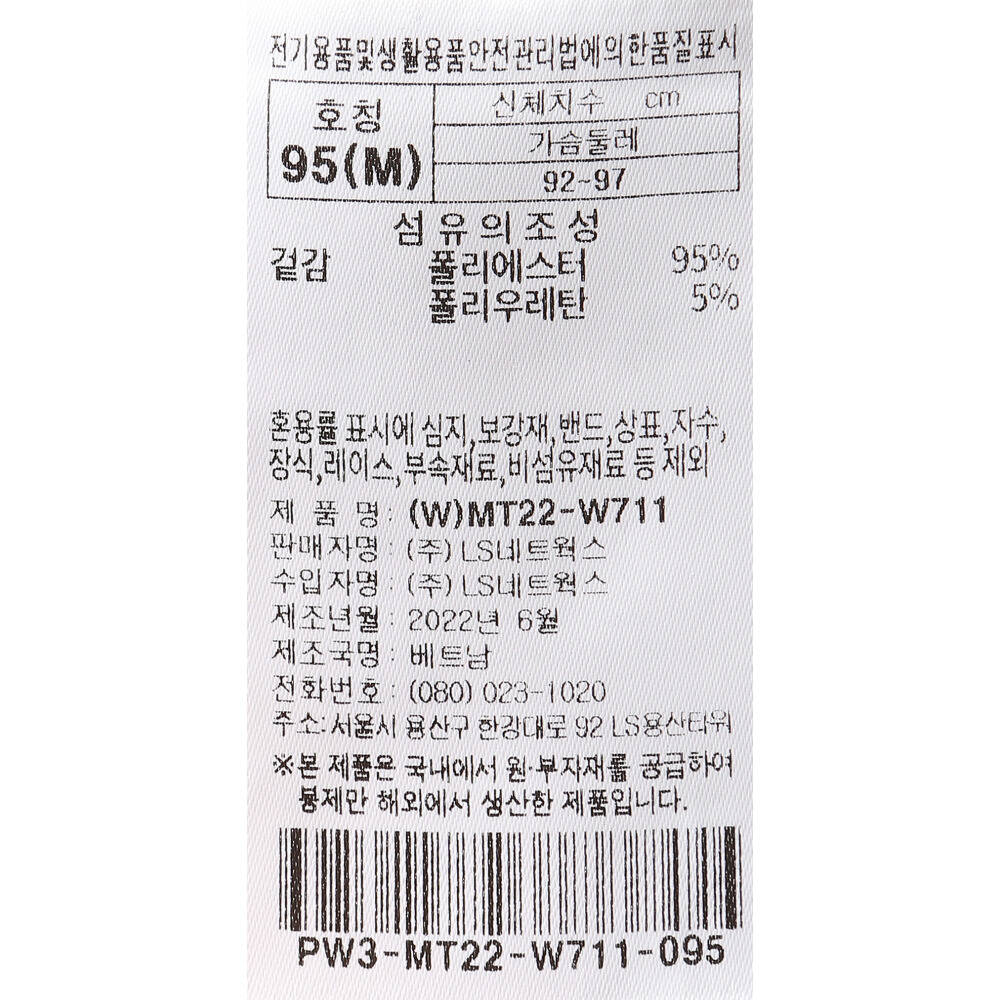 전기용품및생활용품안전관리법에의한품질표시
호칭
95(M)
신체치수 cm
가슴둘레
92~97
섬유의조성
겉감 폴리에스터 95%
폴리우레탄 5%
혼용률 표시에 심지,보강재,밴드,상표,자수,
장식,레이스,부속재료,비섬유재료 등 제외
제 품 명 : (W)MT22-W711
판매자명 : (주) LS네트웍스
수입자명 : (주) LS네트웍스
제조년월 : 2022년 6월
제조국명 : 베트남
전화번호 : (080) 023-1020
주소:서울시 용산구 한강대로 92 LS용산타워
※본 제품은 국내에서 원·부자재를 공급하여
봉제만 해외에서 생산한 제품입니다.
PW3-MT22-W711-095